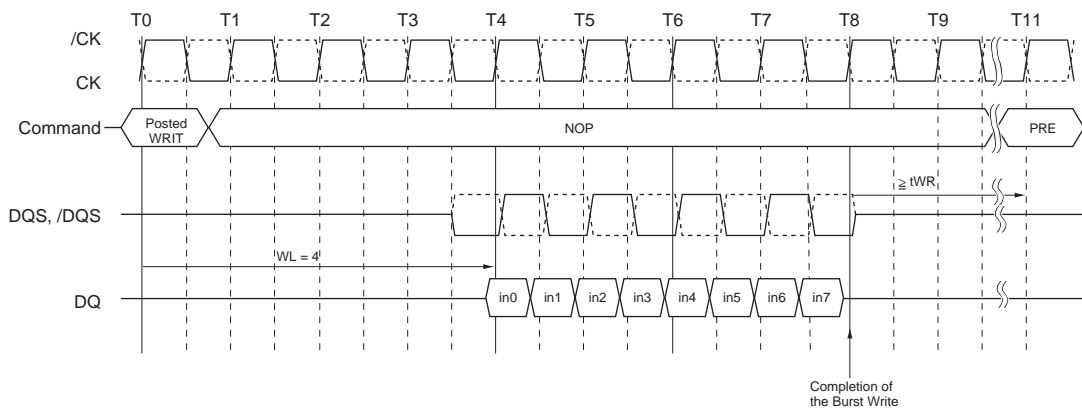 T0 T1 T2 T3 T4 T5 T6 T7 T8 T9 T11
/CK
CK
Command
Posted
WRIT
NOP
PRE
≧ tWR
DQS, /DQS
WL = 4
DQ
in0 in1 in2 in3 in4 in5 in6 in7
Completion of
the Burst Write